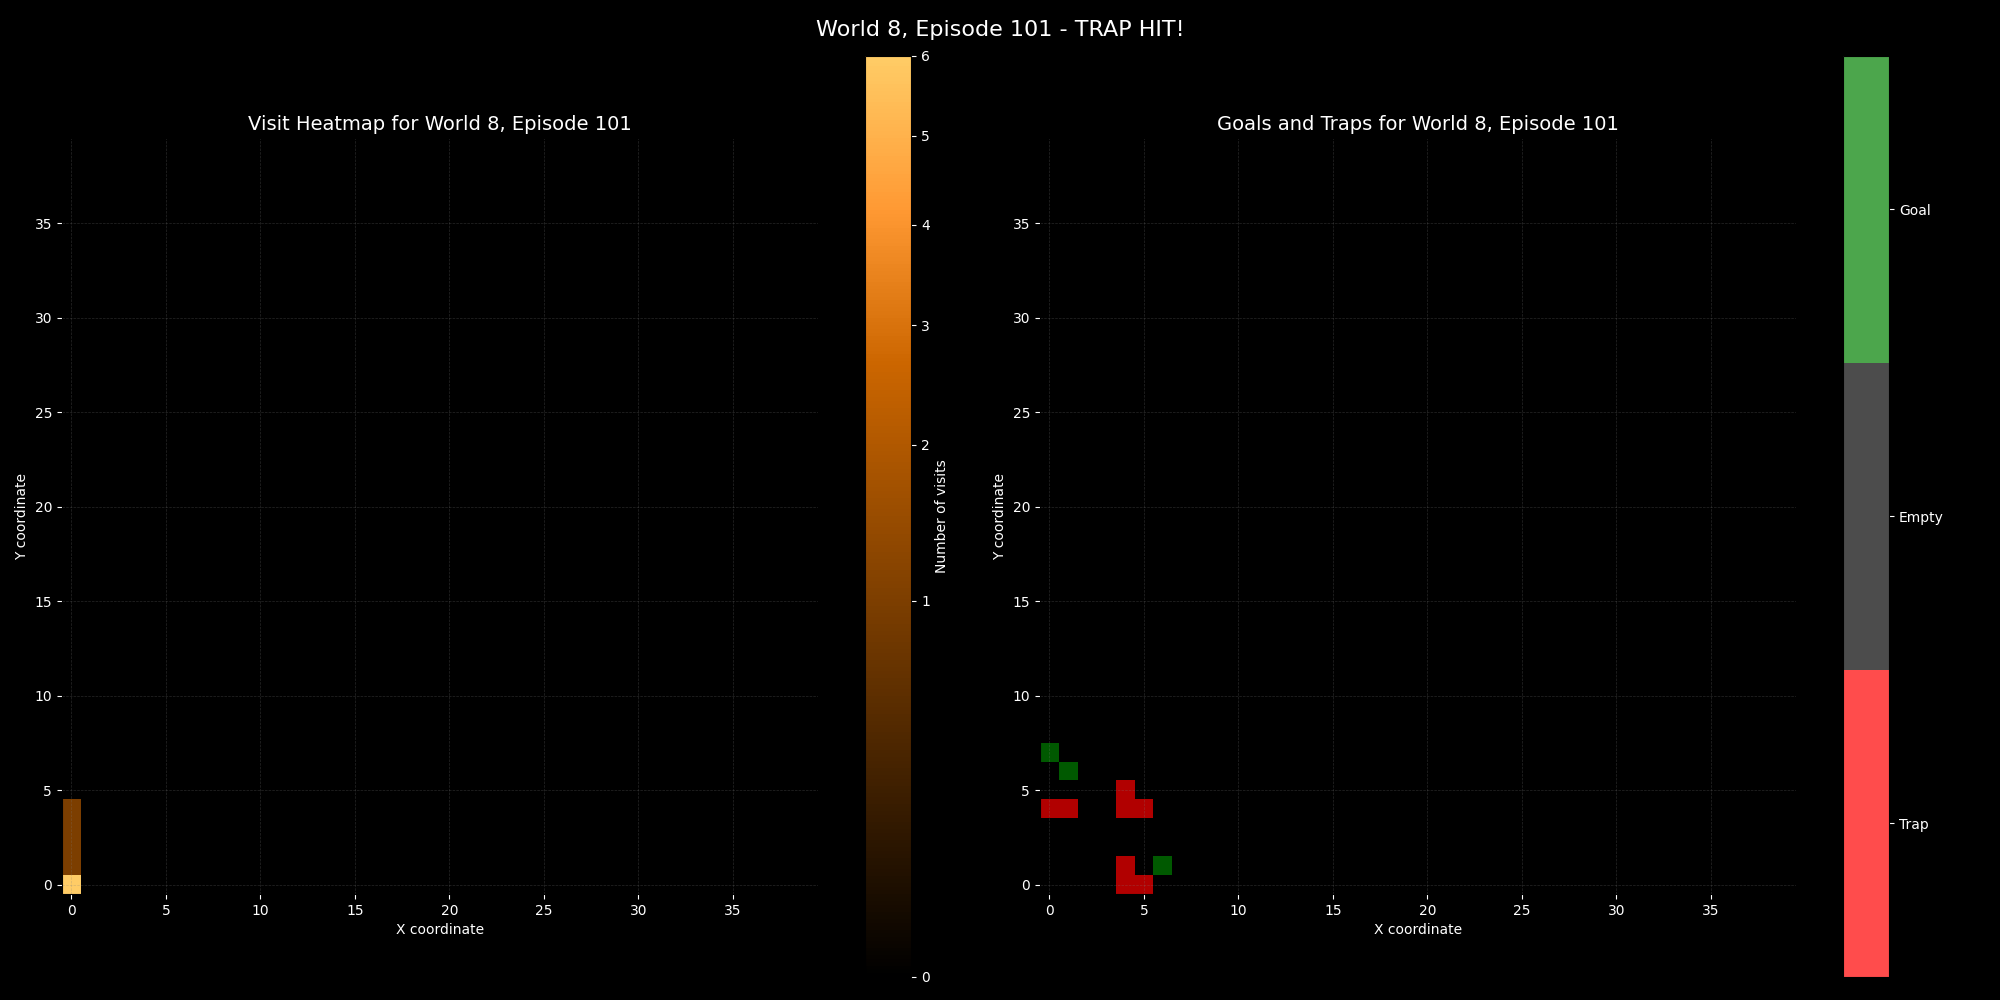 World 8, Episode 101 - TRAP HIT!
Visit Heatmap for World 8, Episode 101
Y coordinate
35
30
25
20
15
10
5
0
0 5 10 15 20 25 30 35
X coordinate
6
5
4
3
2
1
0
Number of visits
Goals and Traps for World 8, Episode 101
Y coordinate
35
30
25
20
15
10
5
0
0 5 10 15 20 25 30 35
X coordinate
Goal
Empty
Trap